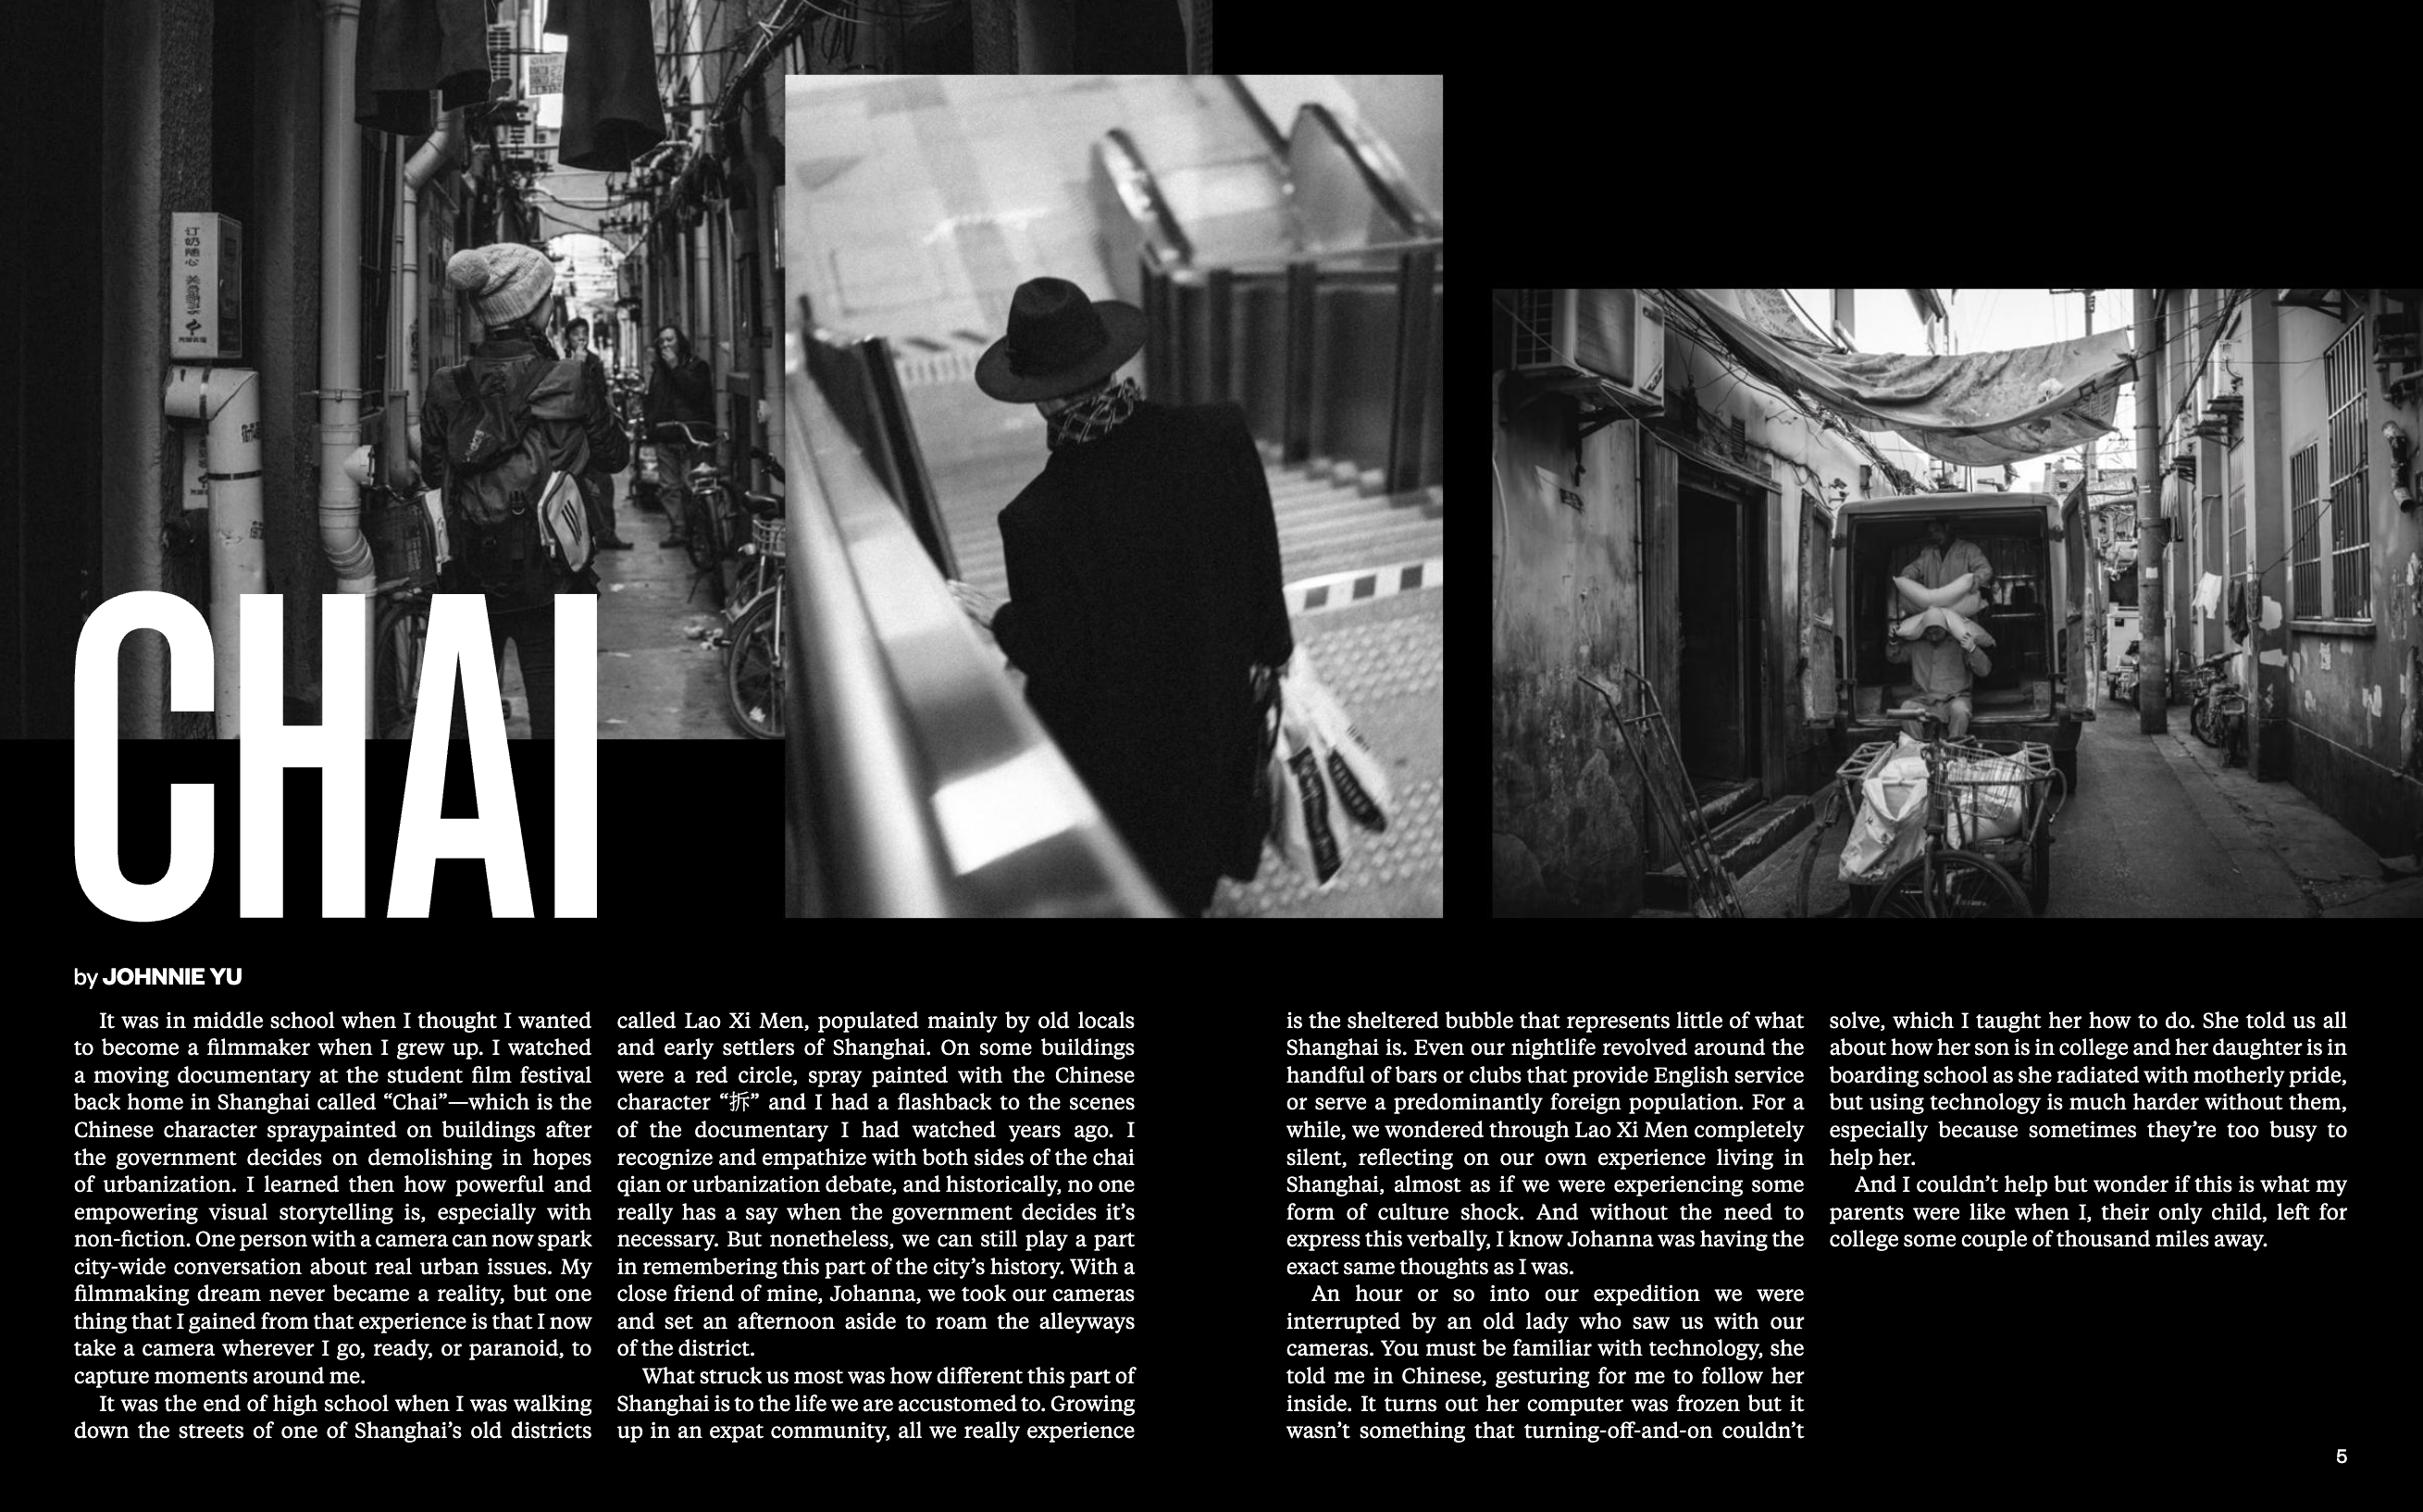 订奶随心
CHAI
by JOHNNIE YU
It was in middle school when I thought I wanted
to become a filmmaker when I grew up. I watched
a moving documentary at the student film festival
back home in Shanghai called “Chai”—which is the
Chinese character spraypainted on buildings after
the government decides on demolishing in hopes
of urbanization. I learned then how powerful and
empowering visual storytelling is, especially with
non-fiction. One person with a camera can now spark
city-wide conversation about real urban issues. My
filmmaking dream never became a reality, but one
thing that I gained from that experience is that I now
take a camera wherever I go, ready, or paranoid, to
capture moments around me.
It was the end of high school when I was walking
down the streets of one of Shanghai’s old districts
called Lao Xi Men, populated mainly by old locals
and early settlers of Shanghai. On some buildings
were a red circle, spray painted with the Chinese
character “拆” and I had a flashback to the scenes
of the documentary I had watched years ago. I
recognize and empathize with both sides of the chai
qian or urbanization debate, and historically, no one
really has a say when the government decides it’s
necessary. But nonetheless, we can still play a part
in remembering this part of the city’s history. With a
close friend of mine, Johanna, we took our cameras
and set an afternoon aside to roam the alleyways
of the district.
What struck us most was how different this part of
Shanghai is to the life we are accustomed to. Growing
up in an expat community, all we really experience
is the sheltered bubble that represents little of what
Shanghai is. Even our nightlife revolved around the
handful of bars or clubs that provide English service
or serve a predominantly foreign population. For a
while, we wondered through Lao Xi Men completely
silent, reflecting on our own experience living in
Shanghai, almost as if we were experiencing some
form of culture shock. And without the need to
express this verbally, I know Johanna was having the
exact same thoughts as I was.
An hour or so into our expedition we were
interrupted by an old lady who saw us with our
cameras. You must be familiar with technology, she
told me in Chinese, gesturing for me to follow her
inside. It turns out her computer was frozen but it
wasn’t something that turning-off-and-on couldn’t
solve, which I taught her how to do. She told us all
about how her son is in college and her daughter is in
boarding school as she radiated with motherly pride,
but using technology is much harder without them,
especially because sometimes they’re too busy to
help her.
And I couldn’t help but wonder if this is what my
parents were like when I, their only child, left for
college some couple of thousand miles away.
5